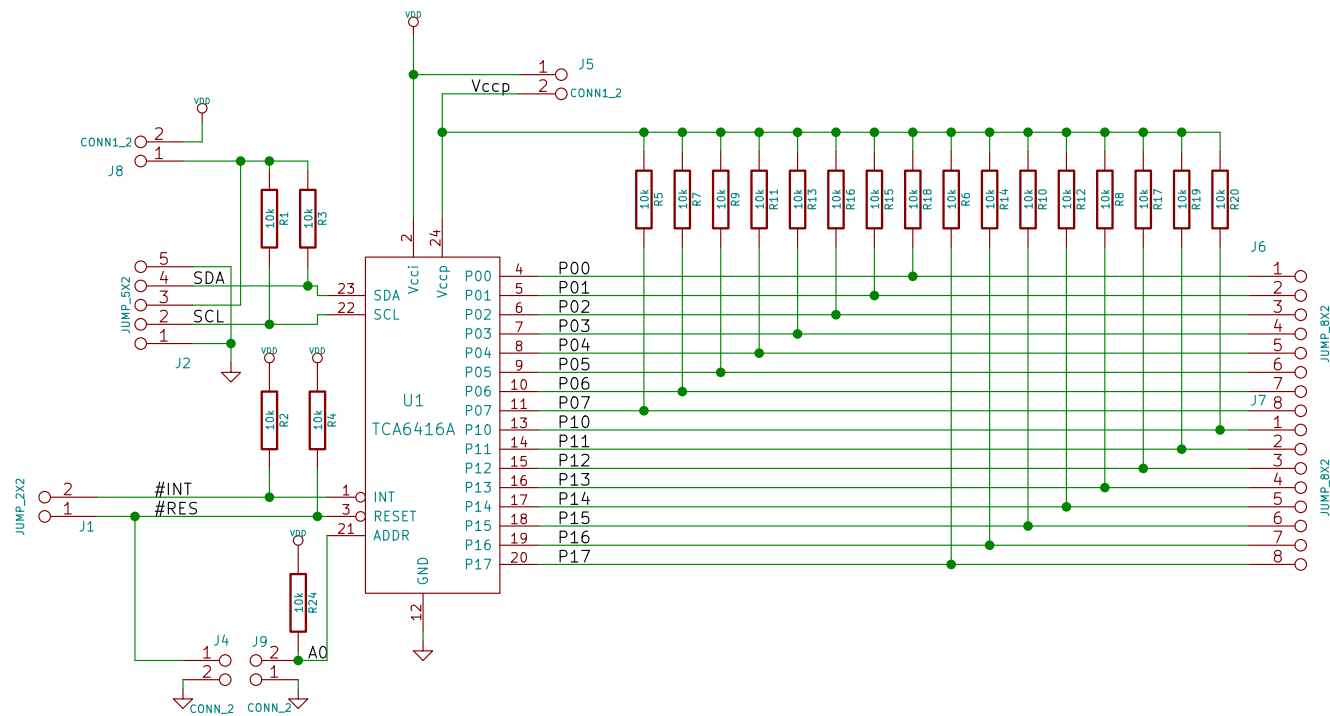 VDD
1 J5
Vccp 2 CONN1_2
VDD
CONN1_2 2
1
J8
10k R1
10k R3
10k R5
10k R7
10k R9
10k R11
10k R13
10k R16
10k R15
10k R18
10k R6
10k R14
10k R10
10k R12
10k R8
10k R17
10k R19
10k R20
5
SDA 4
3
SCL 2
1
JUMP_5X2
J2
2 Vcci
24 Vccp
23 SDA
22 SCL
U1
TCA6416A
1 INT
3 RESET
21 ADDR
GND 12
P00 4 P00
P01 5 P01
P02 6 P02
P03 7 P03
P04 8 P04
P05 9 P05
P06 10 P06
P07 11 P07
P10 13 P10
P11 14 P11
P12 15 P12
P13 16 P13
P14 17 P14
P15 18 P15
P16 19 P16
P17 20 P17
J6
1
2
3
4
5
6
7
8
JUMP_8X2
J7
1
2
3
4
5
6
7
8
JUMP_8X2
VDD
10k R2
VDD
10k R4
2 #INT
1 #RES
JUMP_2X2
J1
VDD
10k R24
J4
1
2
CONN_2
J9
2 A0
1
CONN_2